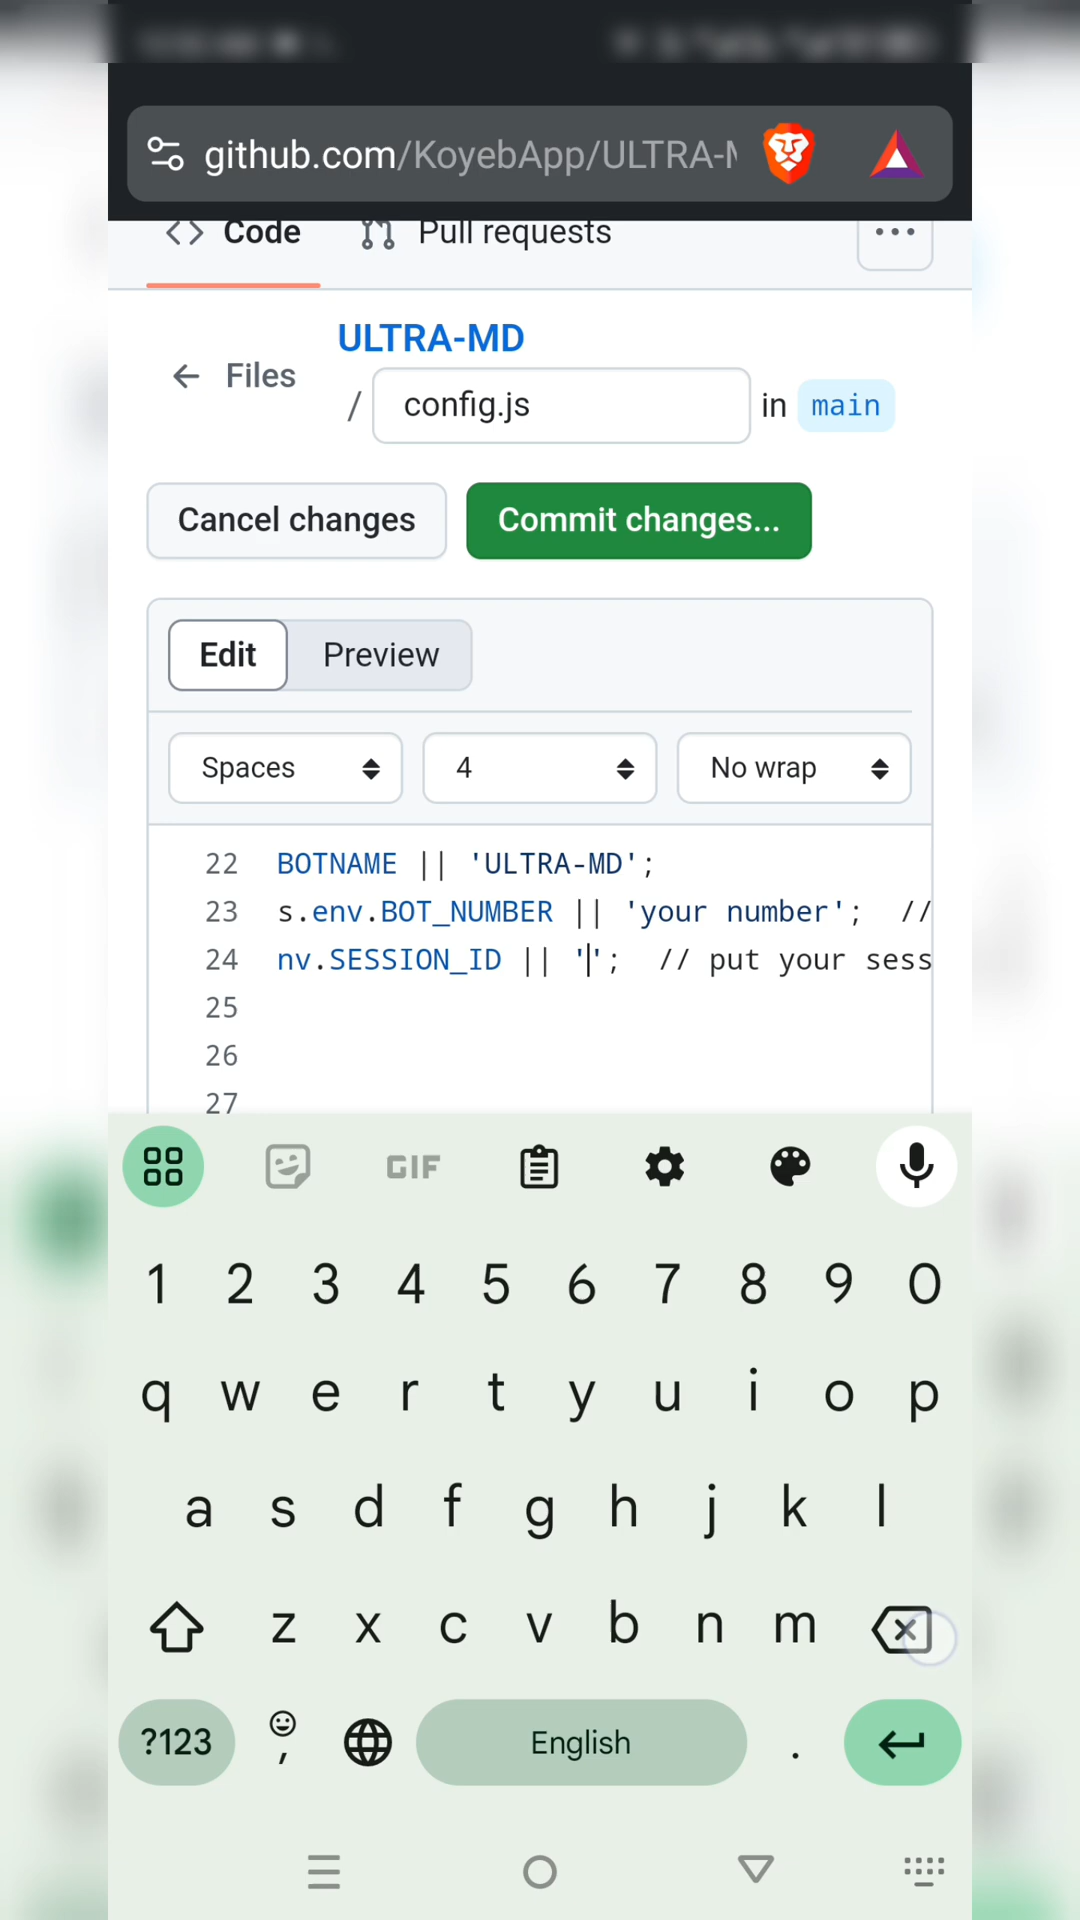 github.com/KoyebApp/ULTRA-M
Code
Pull requests
Files
ULTRA-MD
/ config.js in main
Cancel changes
Commit changes...
Edit
Preview
Spaces
4
No wrap
22 BOTNAME || 'ULTRA-MD';
23 s.env.BOT_NUMBER || 'your number'; //
24 nv.SESSION_ID || ''; // put your sess
25
26
27
GIF
1 2 3 4 5 6 7 8 9 0
q w e r t y u i o p
a s d f g h j k l
z x c v b n m
?123 , English .